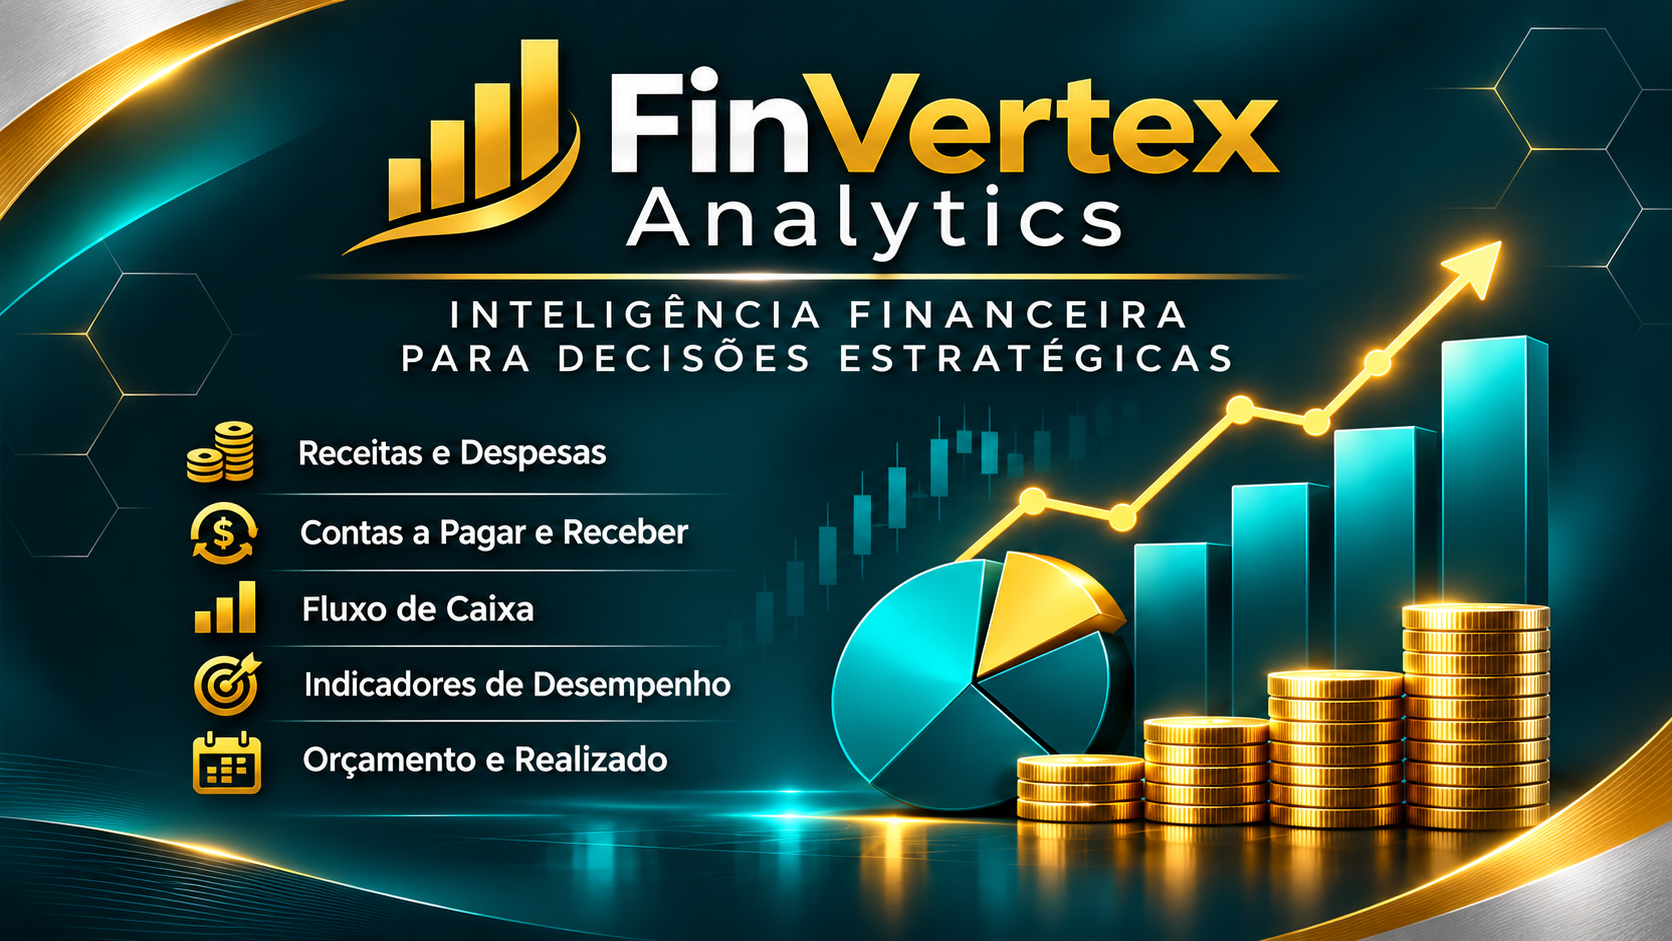 FinVertex
Analytics
INTELIGÊNCIA FINANCEIRA
PARA DECISÕES ESTRATÉGICAS
Receitas e Despesas
$
Contas a Pagar e Receber
Fluxo de Caixa
Indicadores de Desempenho
Orçamento e Realizado